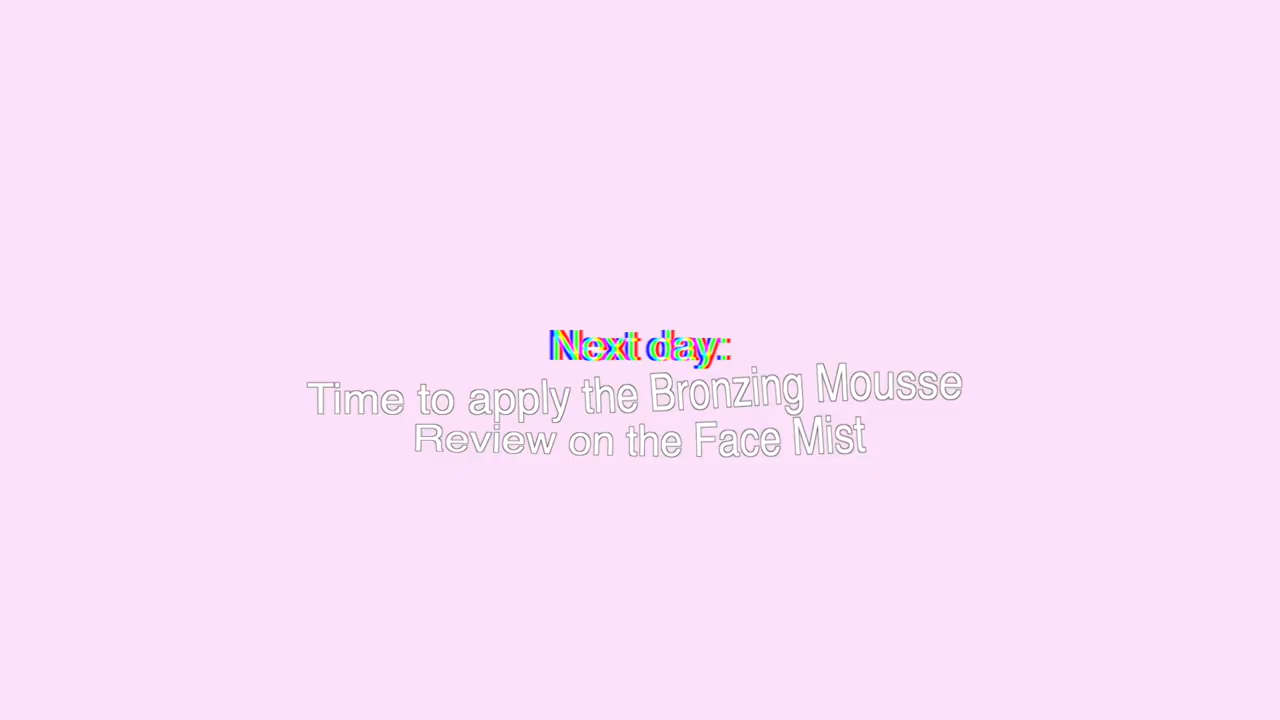 Next day:
Time to apply the Bronzing Mousse
Review on the Face Mist